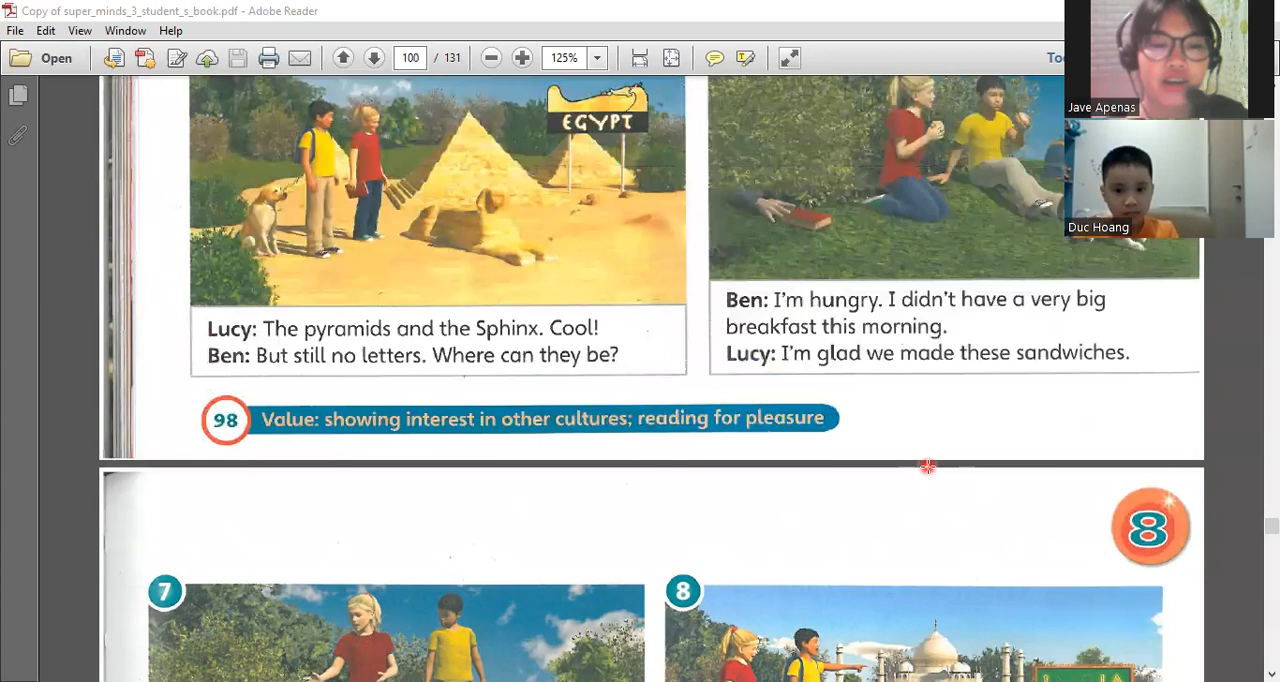 Copy of super_minds_3_student_s_book.pdf - Adobe Reader
File Edit View Window Help
Open 100 / 131 125%
Jave Apenas
Duc Hoang
EGYPT
Lucy: The pyramids and the Sphinx. Cool!
Ben: But still no letters. Where can they be?
Ben: I'm hungry. I didn't have a very big
breakfast this morning.
Lucy: I'm glad we made these sandwiches.
98 Value: showing interest in other cultures; reading for pleasure
8
7
8